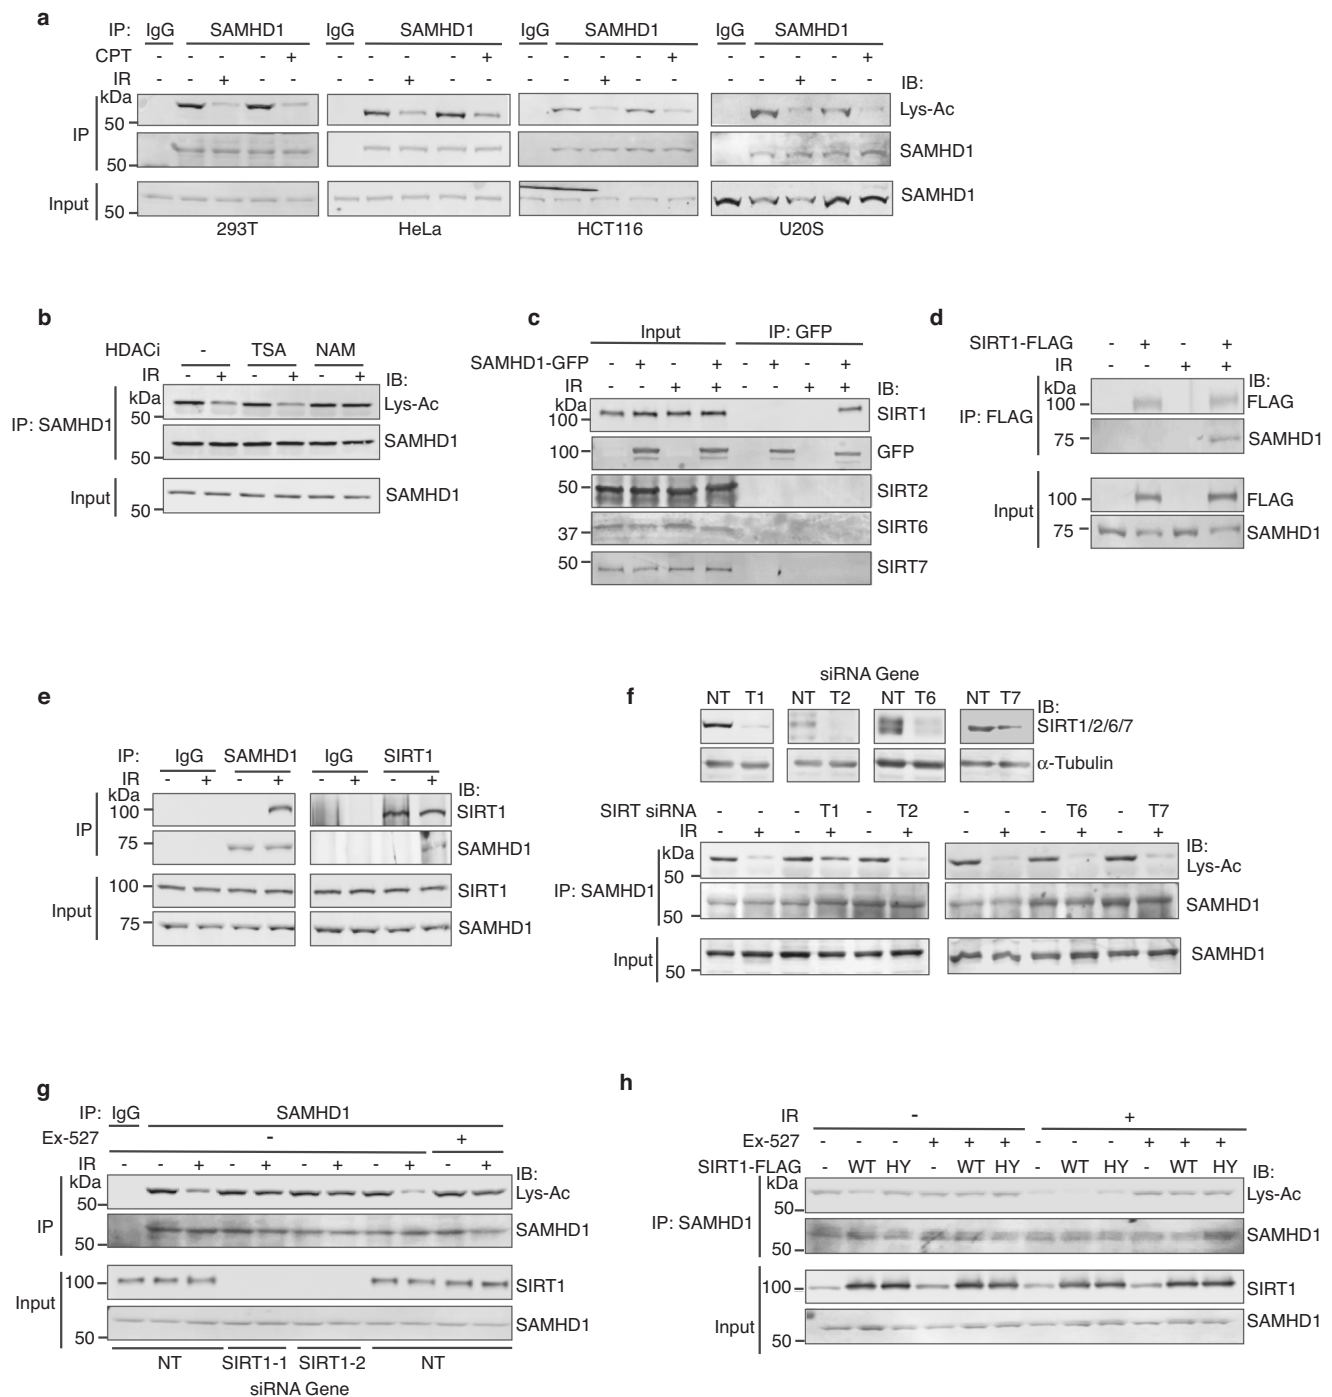 a
IP: IgG SAMHD1 IgG SAMHD1 IgG SAMHD1 IgG SAMHD1
CPT - - - - + - - - - + - - - - + - - - - +
IR - - + - - - - + - - - - + - - - - + - - IB:
kDa
IP 50 Lys-Ac
50 SAMHD1
Input 50 SAMHD1
293T HeLa HCT116 U20S
b
HDACi - TSA NAM
IR - + - + - + IB:
kDa
IP: SAMHD1 50 Lys-Ac
50 SAMHD1
Input 50 SAMHD1
c
Input IP: GFP
SAMHD1-GFP - + - + - + - +
IR - - + + - - + + IB:
kDa
100 SIRT1
100 GFP
50 SIRT2
37 SIRT6
50 SIRT7
d
SIRT1-FLAG - + - +
IR - - + + IB:
kDa
IP: FLAG 100 FLAG
75 SAMHD1
Input 100 FLAG
75 SAMHD1
e
IP: IgG SAMHD1 IgG SIRT1
IR - + - + - + - + IB:
kDa
IP 100 SIRT1
75 SAMHD1
Input 100 SIRT1
75 SAMHD1
f
siRNA Gene
NT T1 NT T2 NT T6 NT T7 IB:
SIRT1/2/6/7
α-Tubulin
SIRT siRNA - - - T1 - T2 - - - T6 - T7
IR - + - + - + - + - + - + IB:
kDa
IP: SAMHD1 50 Lys-Ac
50 SAMHD1
Input 50 SAMHD1
g
IP: IgG SAMHD1
Ex-527 - +
IR - - + - + - + - + - + IB:
kDa
IP 50 Lys-Ac
50 SAMHD1
Input 100 SIRT1
50 SAMHD1
NT SIRT1-1 SIRT1-2 NT
siRNA Gene
h
IR - +
Ex-527 - - - + + + - - - + + +
SIRT1-FLAG - WT HY - WT HY - WT HY - WT HY IB:
kDa
IP: SAMHD1 50 Lys-Ac
50 SAMHD1
Input 100 SIRT1
50 SAMHD1